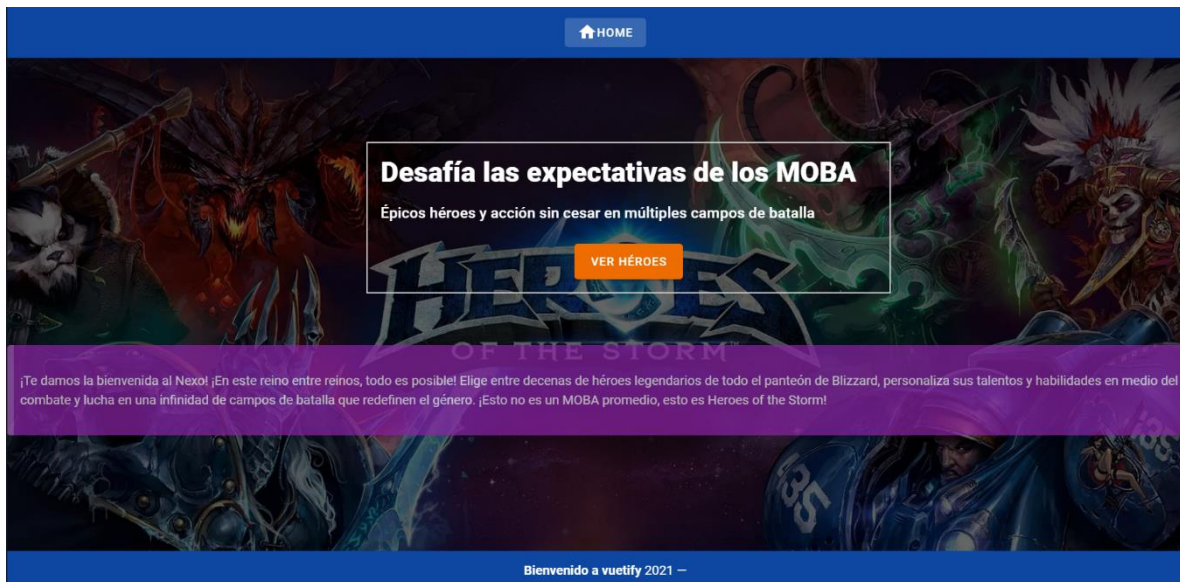 HOME
Desafía las expectativas de los MOBA
Épicos héroes y acción sin cesar en múltiples campos de batalla
VER HÉROES
HEROES
OF THE STORM
¡Te damos la bienvenida al Nexo! ¡En este reino entre reinos, todo es posible! Elige entre decenas de héroes legendarios de todo el panteón de Blizzard, personaliza sus talentos y habilidades en medio del
combate y lucha en una infinidad de campos de batalla que redefinen el género. ¡Esto no es un MOBA promedio, esto es Heroes of the Storm!
435
435
Bienvenido a vuetify 2021 —